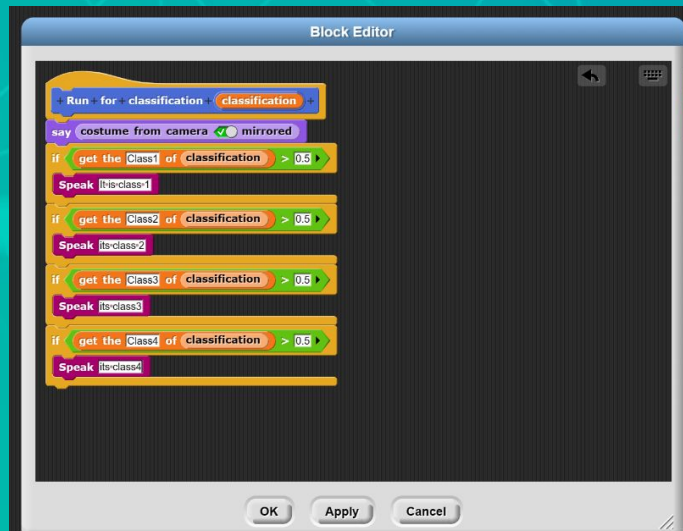 Block Editor
+ Run + for + classification + classification +
say costume from camera mirrored
if get the Class1 of classification > 0.5
Speak It·is·class·1
if get the Class2 of classification > 0.5
Speak its·class·2
if get the Class3 of classification > 0.5
Speak its·class3
if get the Class4 of classification > 0.5
Speak its·class4
OK Apply Cancel